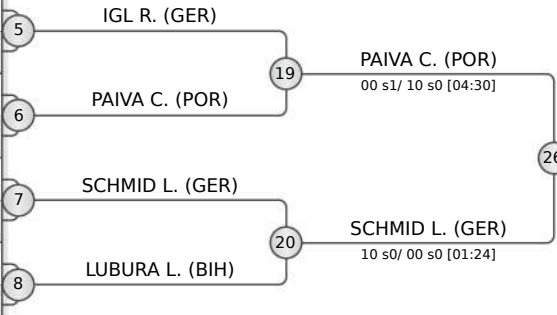 IGL R. (GER)
5
19
PAIVA C. (POR)
00 s1/ 10 s0 [04:30]
PAIVA C. (POR)
6
26
SCHMID L. (GER)
7
20
SCHMID L. (GER)
10 s0/ 00 s0 [01:24]
LUBURA L. (BIH)
8